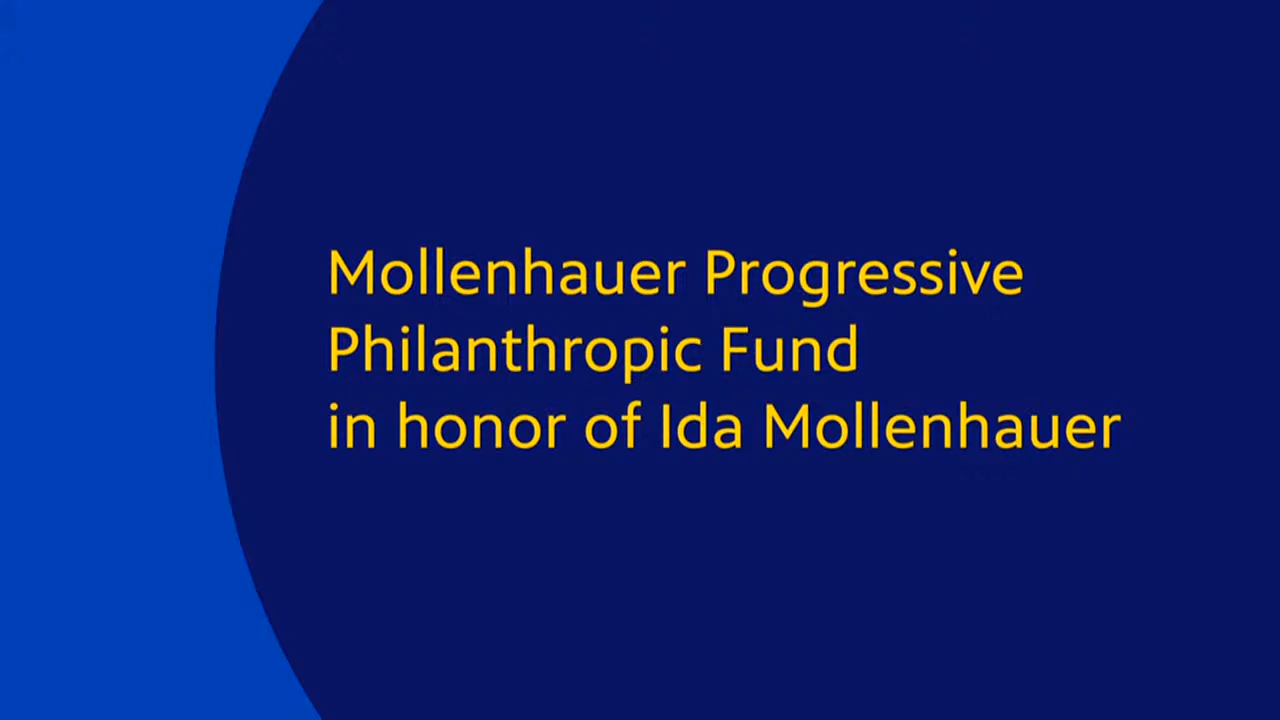 Mollenhauer Progressive
Philanthropic Fund
in honor of Ida Mollenhauer